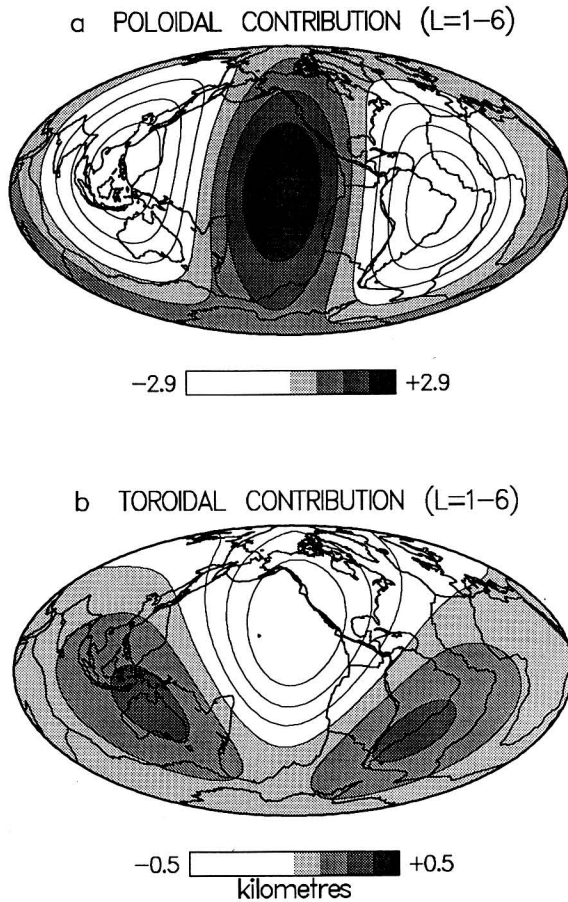 a POLOIDAL CONTRIBUTION (L=1−6)
−2.9 +2.9
b TOROIDAL CONTRIBUTION (L=1−6)
−0.5 +0.5
kilometres